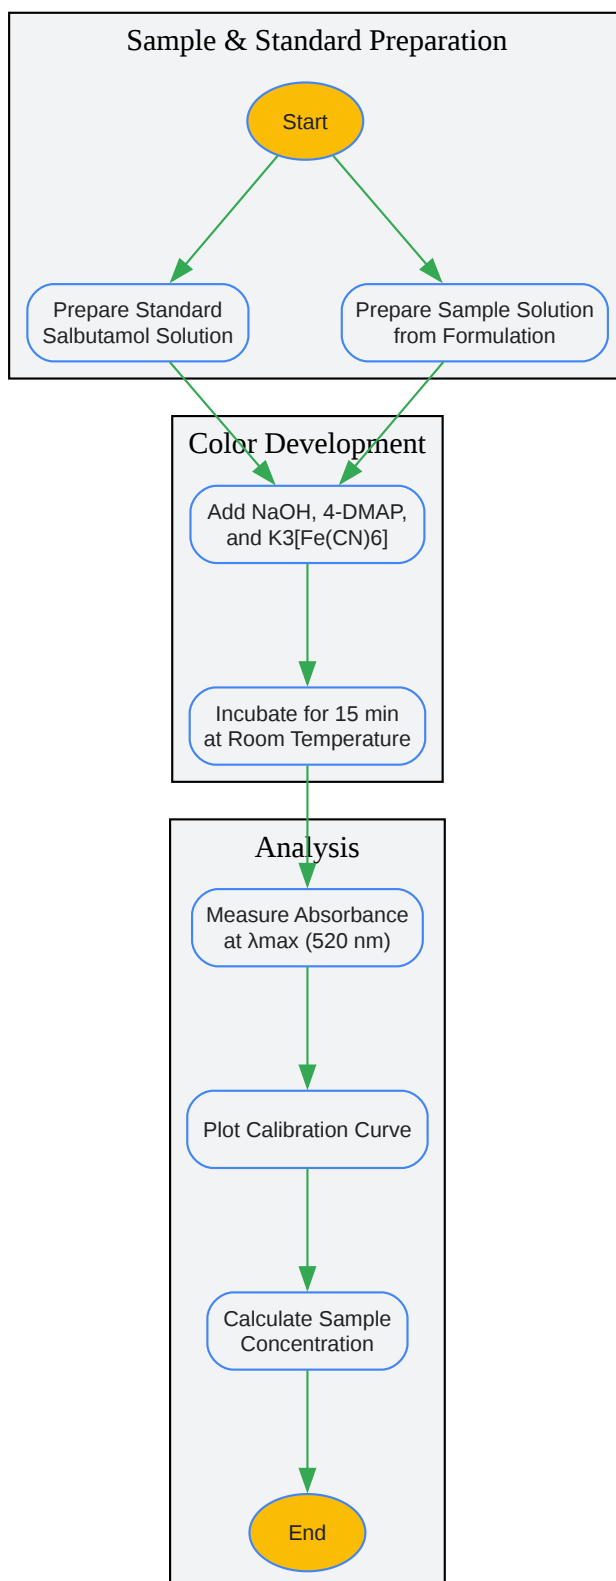 Sample & Standard Preparation
Start
Prepare Standard
Salbutamol Solution
Prepare Sample Solution
from Formulation
Color Development
Add NaOH, 4-DMAP,
and K3[Fe(CN)6]
Incubate for 15 min
at Room Temperature
Analysis
Measure Absorbance
at λmax (520 nm)
Plot Calibration Curve
Calculate Sample
Concentration
End